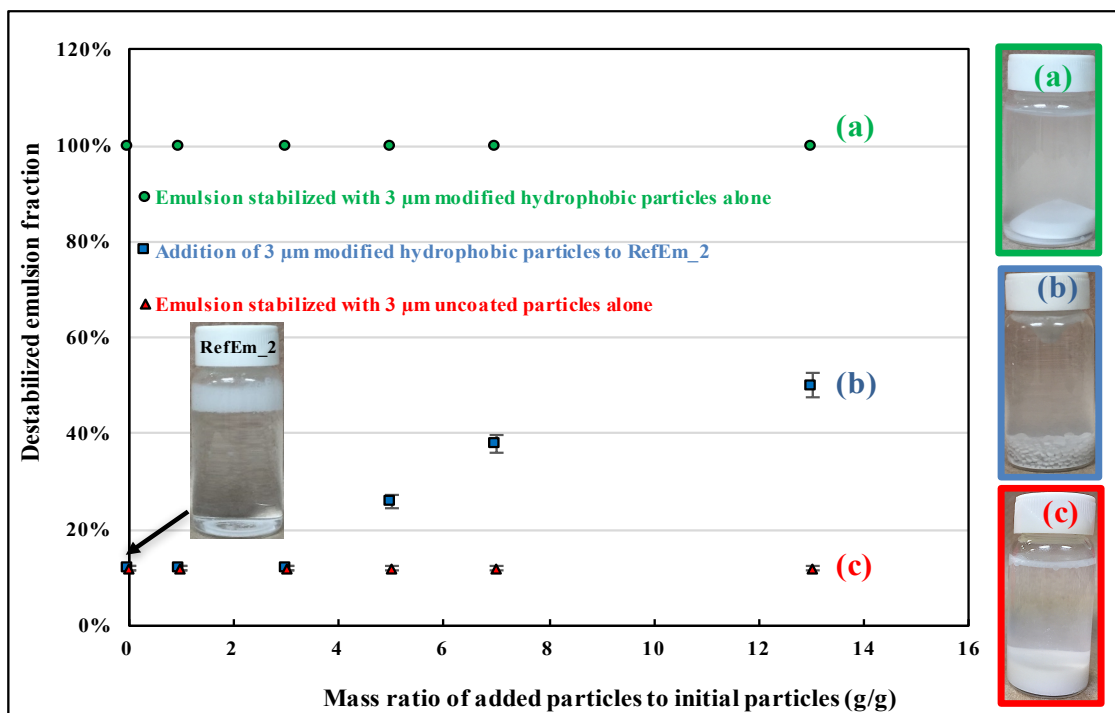 120%
100%
80%
60%
40%
20%
0%
Destabilized emulsion fraction
(a)
Emulsion stabilized with 3 µm modified hydrophobic particles alone
Addition of 3 µm modified hydrophobic particles to RefEm_2
Emulsion stabilized with 3 µm uncoated particles alone
RefEm_2
(b)
(c)
0 2 4 6 8 10 12 14 16
Mass ratio of added particles to initial particles (g/g)
(a)
(b)
(c)